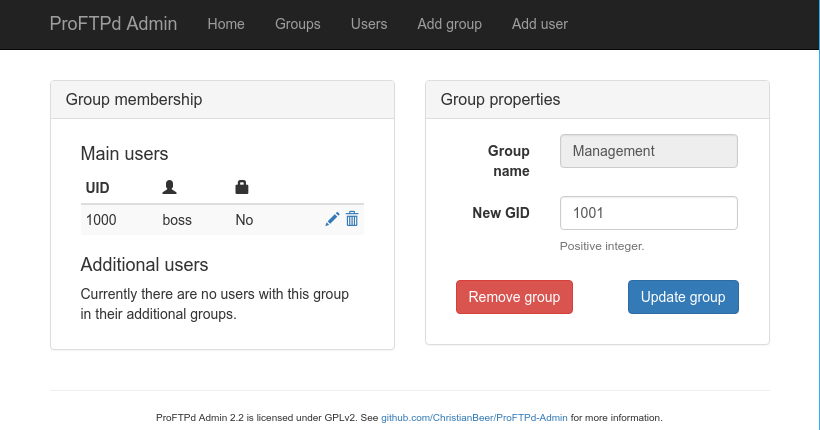 ProFTPd Admin Home Groups Users Add group Add user
Group membership
Main users
UID
1000 boss No
Additional users
Currently there are no users with this group
in their additional groups.
Group properties
Group
name
Management
New GID 1001
Positive integer.
Remove group Update group
ProFTPd Admin 2.2 is licensed under GPLv2. See github.com/ChristianBeer/ProFTPd-Admin for more information.